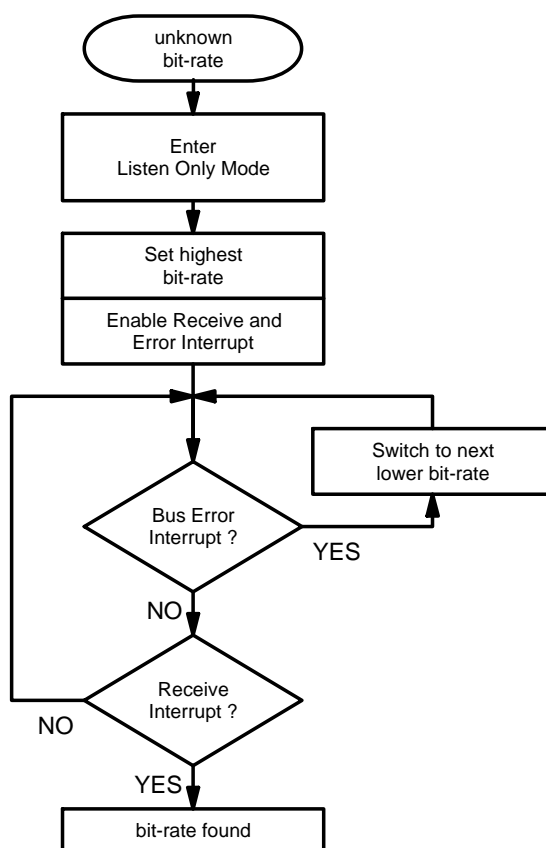 unknown
bit-rate
Enter
Listen Only Mode
Set highest
bit-rate
Enable Receive and
Error Interrupt
Switch to next
lower bit-rate
Bus Error
Interrupt ?
YES
NO
Receive
Interrupt ?
NO
YES
bit-rate found